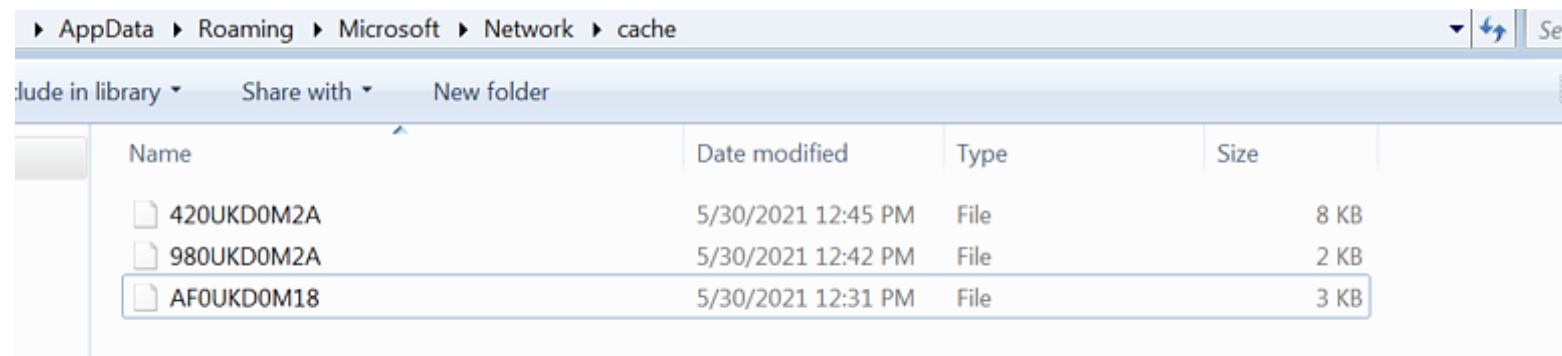 AppData Roaming Microsoft Network cache Se
lude in library Share with New folder
Name Date modified Type Size
420UKD0M2A 5/30/2021 12:45 PM File 8 KB
980UKD0M2A 5/30/2021 12:42 PM File 2 KB
AF0UKD0M18 5/30/2021 12:31 PM File 3 KB